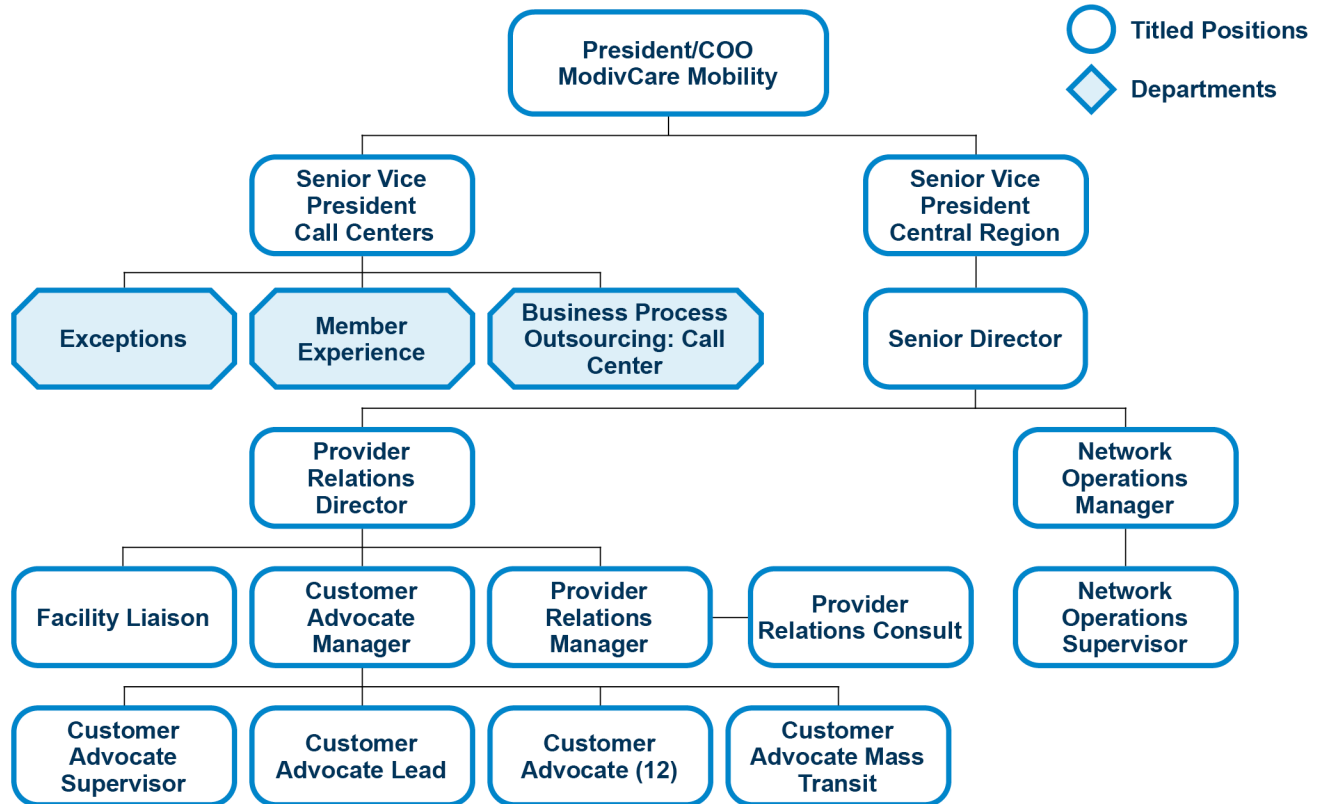 President/COO
ModivCare Mobility
Titled Positions
Departments
Senior Vice
President
Call Centers
Senior Vice
President
Central Region
Exceptions
Member
Experience
Business Process
Outsourcing: Call
Center
Senior Director
Provider
Relations
Director
Network
Operations
Manager
Facility Liaison
Customer
Advocate
Manager
Provider
Relations
Manager
Provider
Relations Consult
Network
Operations
Supervisor
Customer
Advocate
Supervisor
Customer
Advocate Lead
Customer
Advocate (12)
Customer
Advocate Mass
Transit